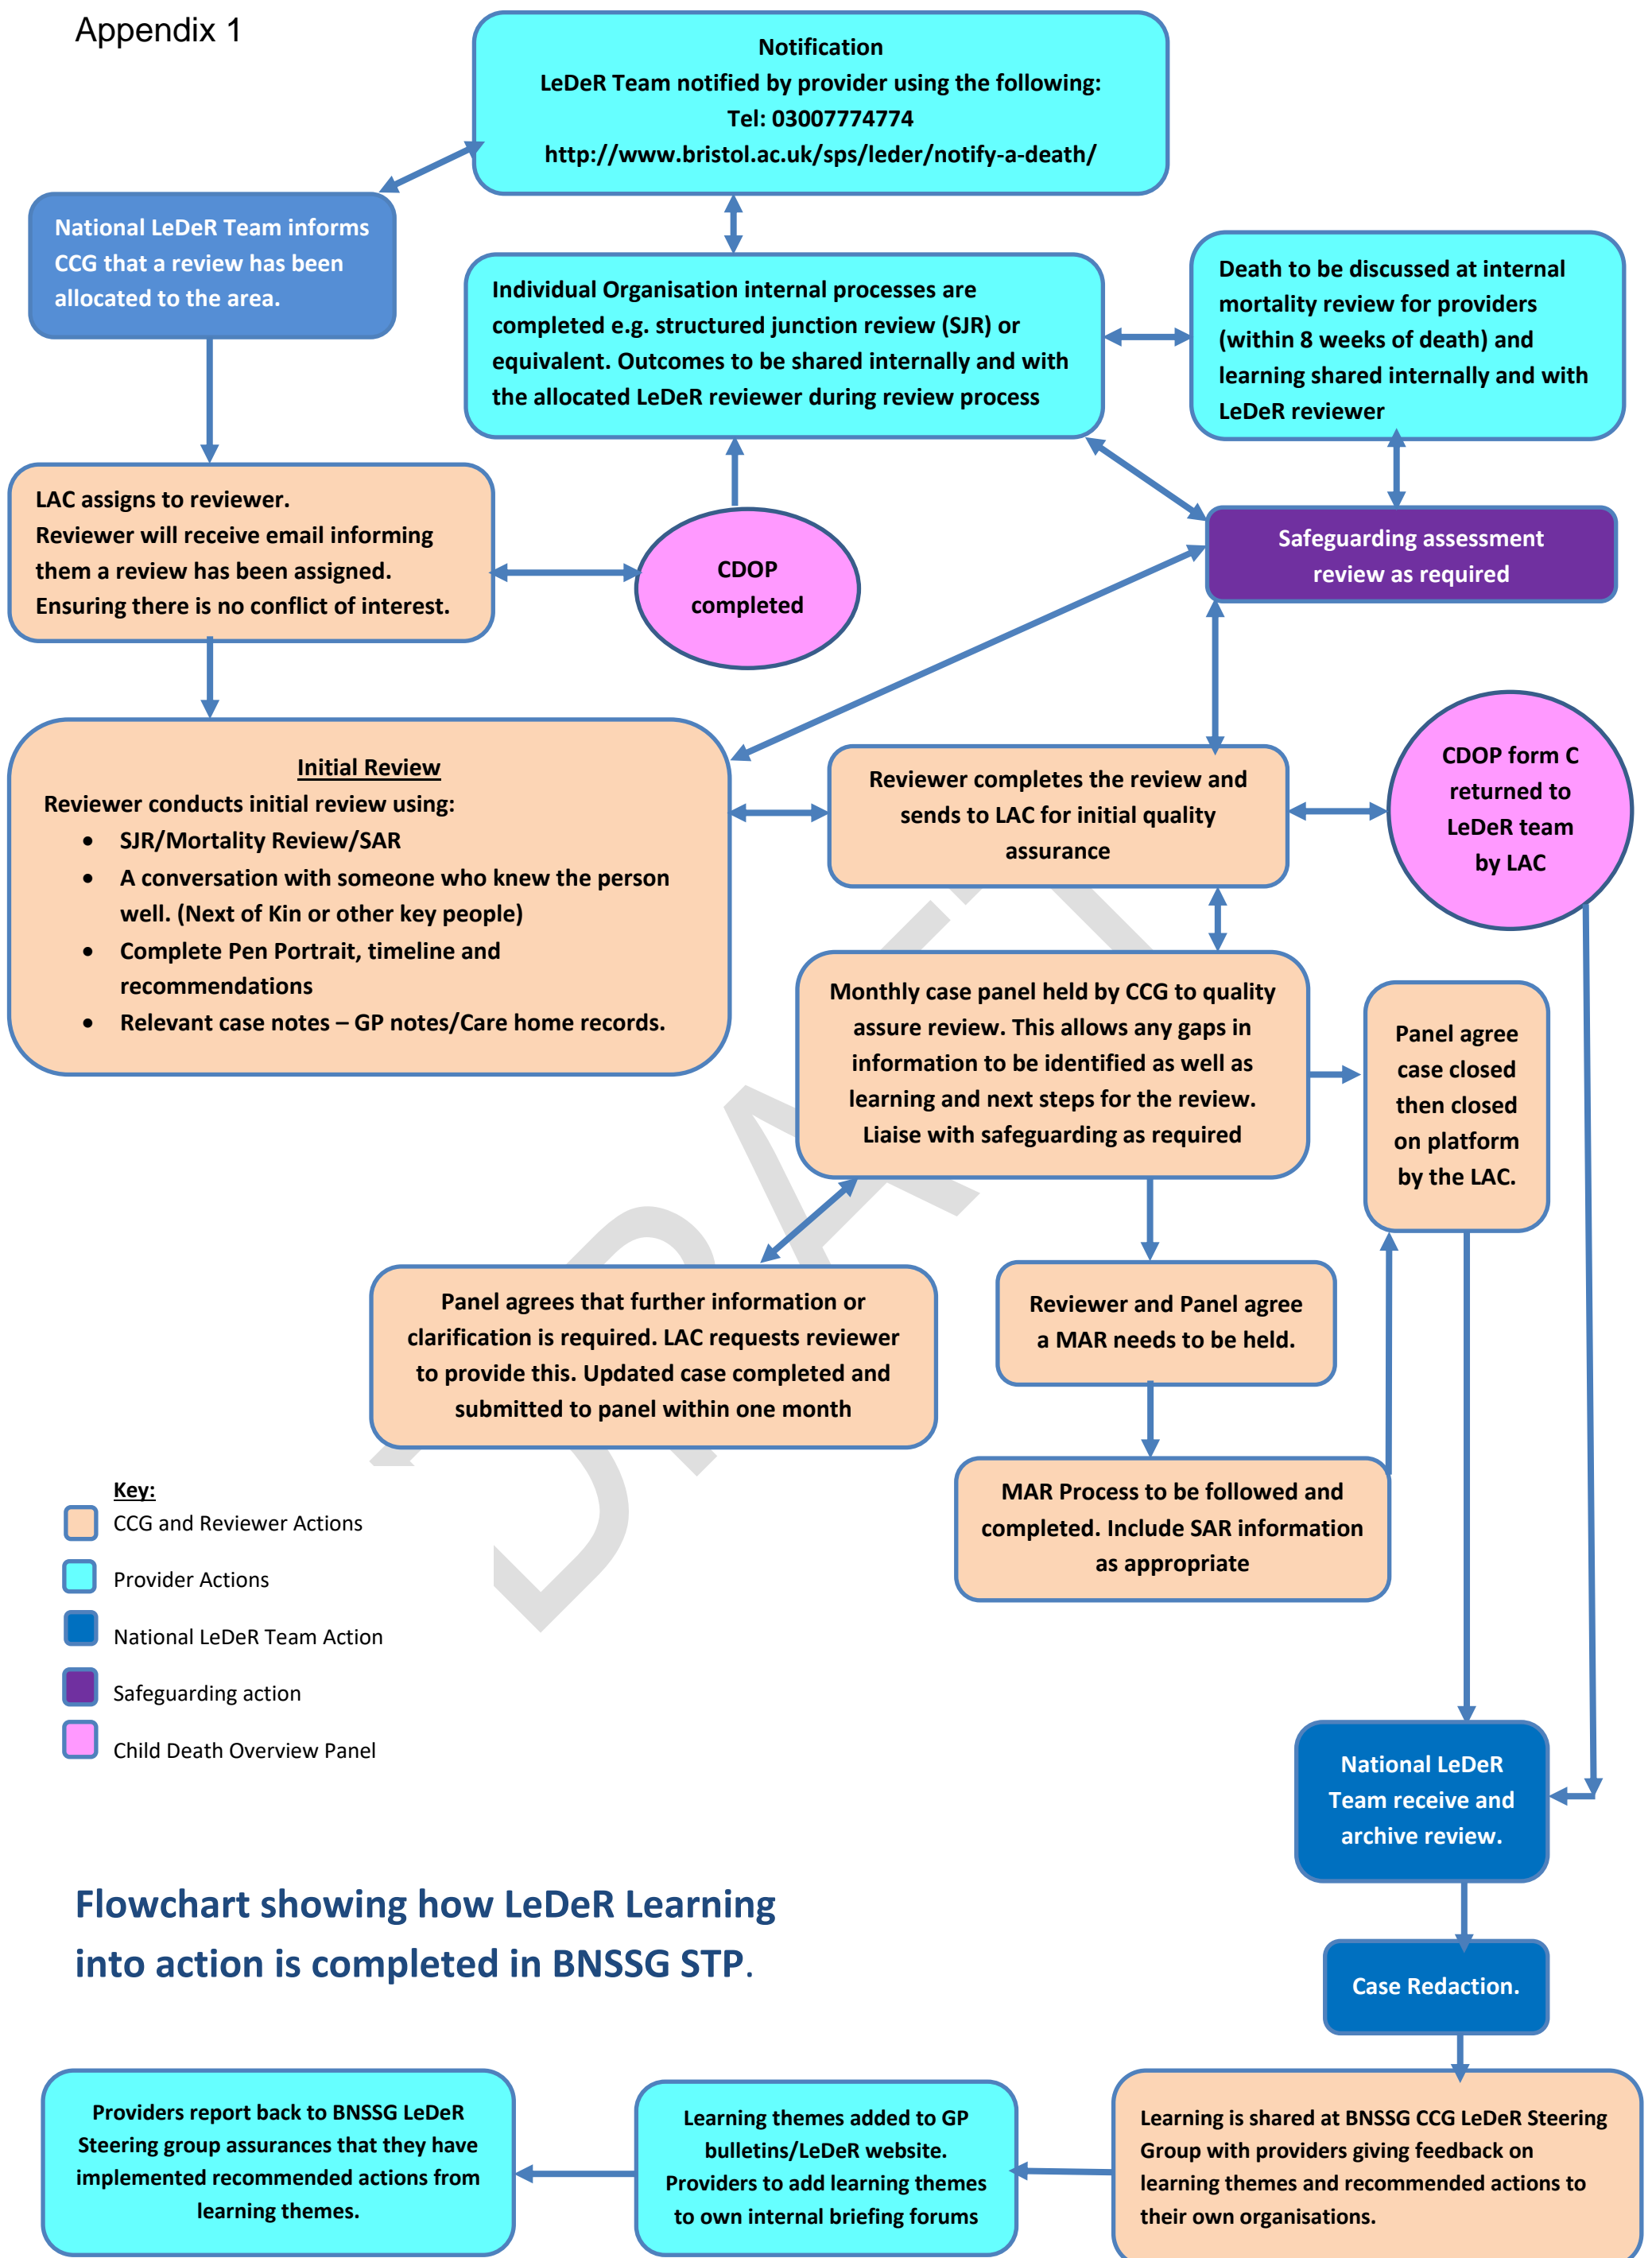 Appendix 1
Notification
LeDeR Team notified by provider using the following:
Tel: 03007774774
http://www.bristol.ac.uk/sps/leder/notify-a-death/
National LeDeR Team informs
CCG that a review has been
allocated to the area.
Individual Organisation internal processes are
completed e.g. structured junction review (SJR) or
equivalent. Outcomes to be shared internally and with
the allocated LeDeR reviewer during review process
Death to be discussed at internal
mortality review for providers
(within 8 weeks of death) and
learning shared internally and with
LeDeR reviewer
LAC assigns to reviewer.
Reviewer will receive email informing
them a review has been assigned.
Ensuring there is no conflict of interest.
CDOP
completed
Safeguarding assessment
review as required
Initial Review
Reviewer conducts initial review using:
• SJR/Mortality Review/SAR
• A conversation with someone who knew the person
well. (Next of Kin or other key people)
• Complete Pen Portrait, timeline and
recommendations
• Relevant case notes – GP notes/Care home records.
Reviewer completes the review and
sends to LAC for initial quality
assurance
CDOP form C
returned to
LeDeR team
by LAC
Monthly case panel held by CCG to quality
assure review. This allows any gaps in
information to be identified as well as
learning and next steps for the review.
Liaise with safeguarding as required
Panel agree
case closed
then closed
on platform
by the LAC.
Panel agrees that further information or
clarification is required. LAC requests reviewer
to provide this. Updated case completed and
submitted to panel within one month
Reviewer and Panel agree
a MAR needs to be held.
MAR Process to be followed and
completed. Include SAR information
as appropriate
DRAFT
Key:
CCG and Reviewer Actions
Provider Actions
National LeDeR Team Action
Safeguarding action
Child Death Overview Panel
National LeDeR
Team receive and
archive review.
Flowchart showing how LeDeR Learning
into action is completed in BNSSG STP.
Case Redaction.
Providers report back to BNSSG LeDeR
Steering group assurances that they have
implemented recommended actions from
learning themes.
Learning themes added to GP
bulletins/LeDeR website.
Providers to add learning themes
to own internal briefing forums
Learning is shared at BNSSG CCG LeDeR Steering
Group with providers giving feedback on
learning themes and recommended actions to
their own organisations.